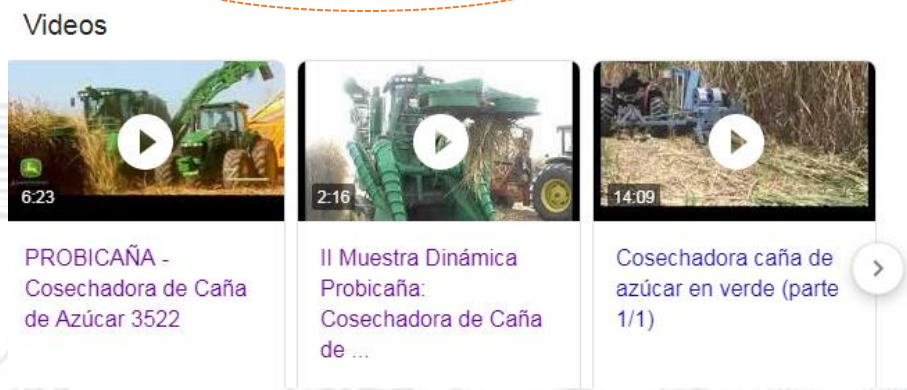 Videos
6:23
2:16
14:09
PROBICAÑA -
Cosechadora de Caña
de Azúcar 3522
II Muestra Dinámica
Probicaña:
Cosechadora de Caña
de ...
Cosechadora caña de
azúcar en verde (parte
1/1)